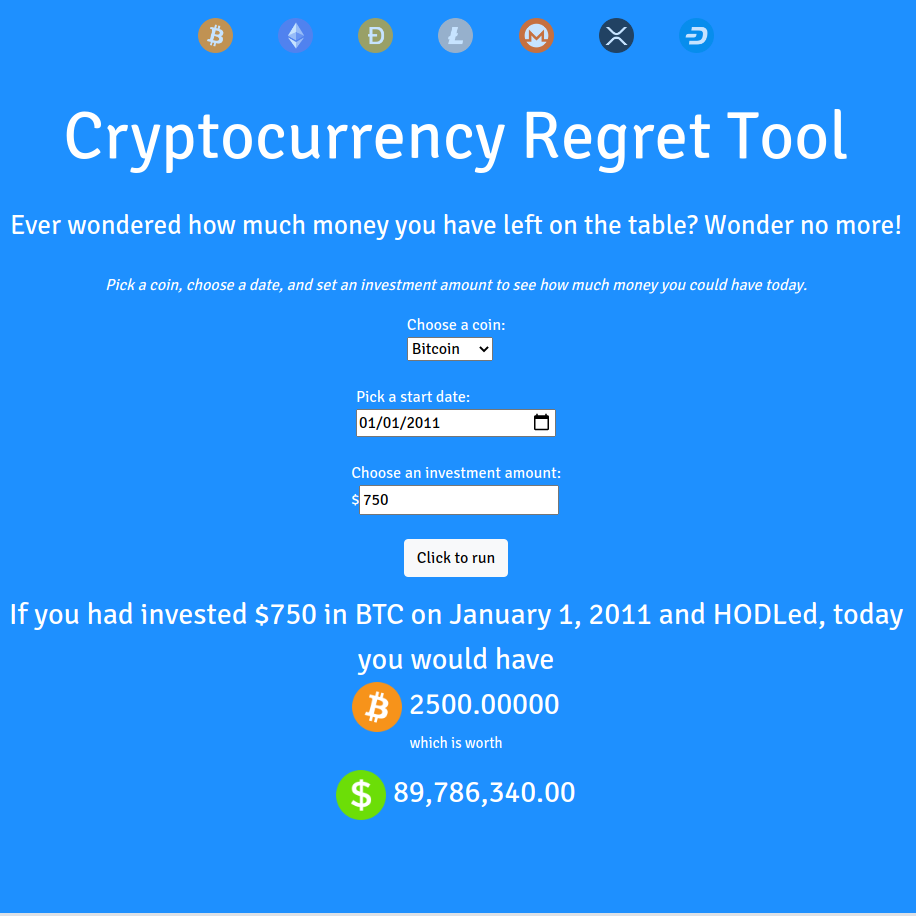 Cryptocurrency Regret Tool
Ever wondered how much money you have left on the table? Wonder no more!
Pick a coin, choose a date, and set an investment amount to see how much money you could have today.
Choose a coin:
Bitcoin
Pick a start date:
01/01/2011
Choose an investment amount:
$750
Click to run
If you had invested $750 in BTC on January 1, 2011 and HODLed, today
you would have
2500.00000
which is worth
$ 89,786,340.00